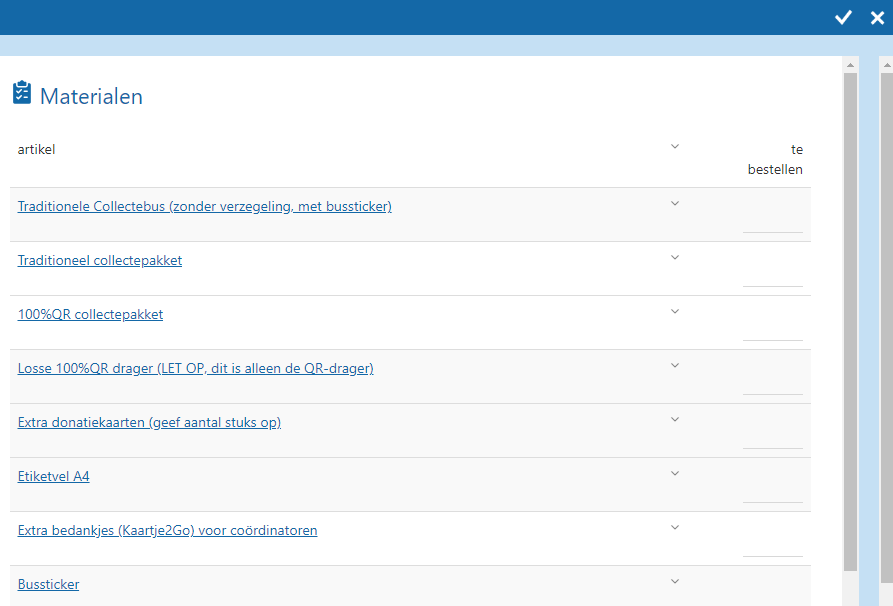 Materialen
artikel
te
bestellen
Traditionele Collectebus (zonder verzegeling, met bussticker)
Traditioneel collectepakket
100%QR collectepakket
Losse 100%QR drager (LET OP, dit is alleen de QR-drager)
Extra donatiekaarten (geef aantal stuks op)
Etiketvel A4
Extra bedankjes (Kaartje2Go) voor coördinatoren
Bussticker